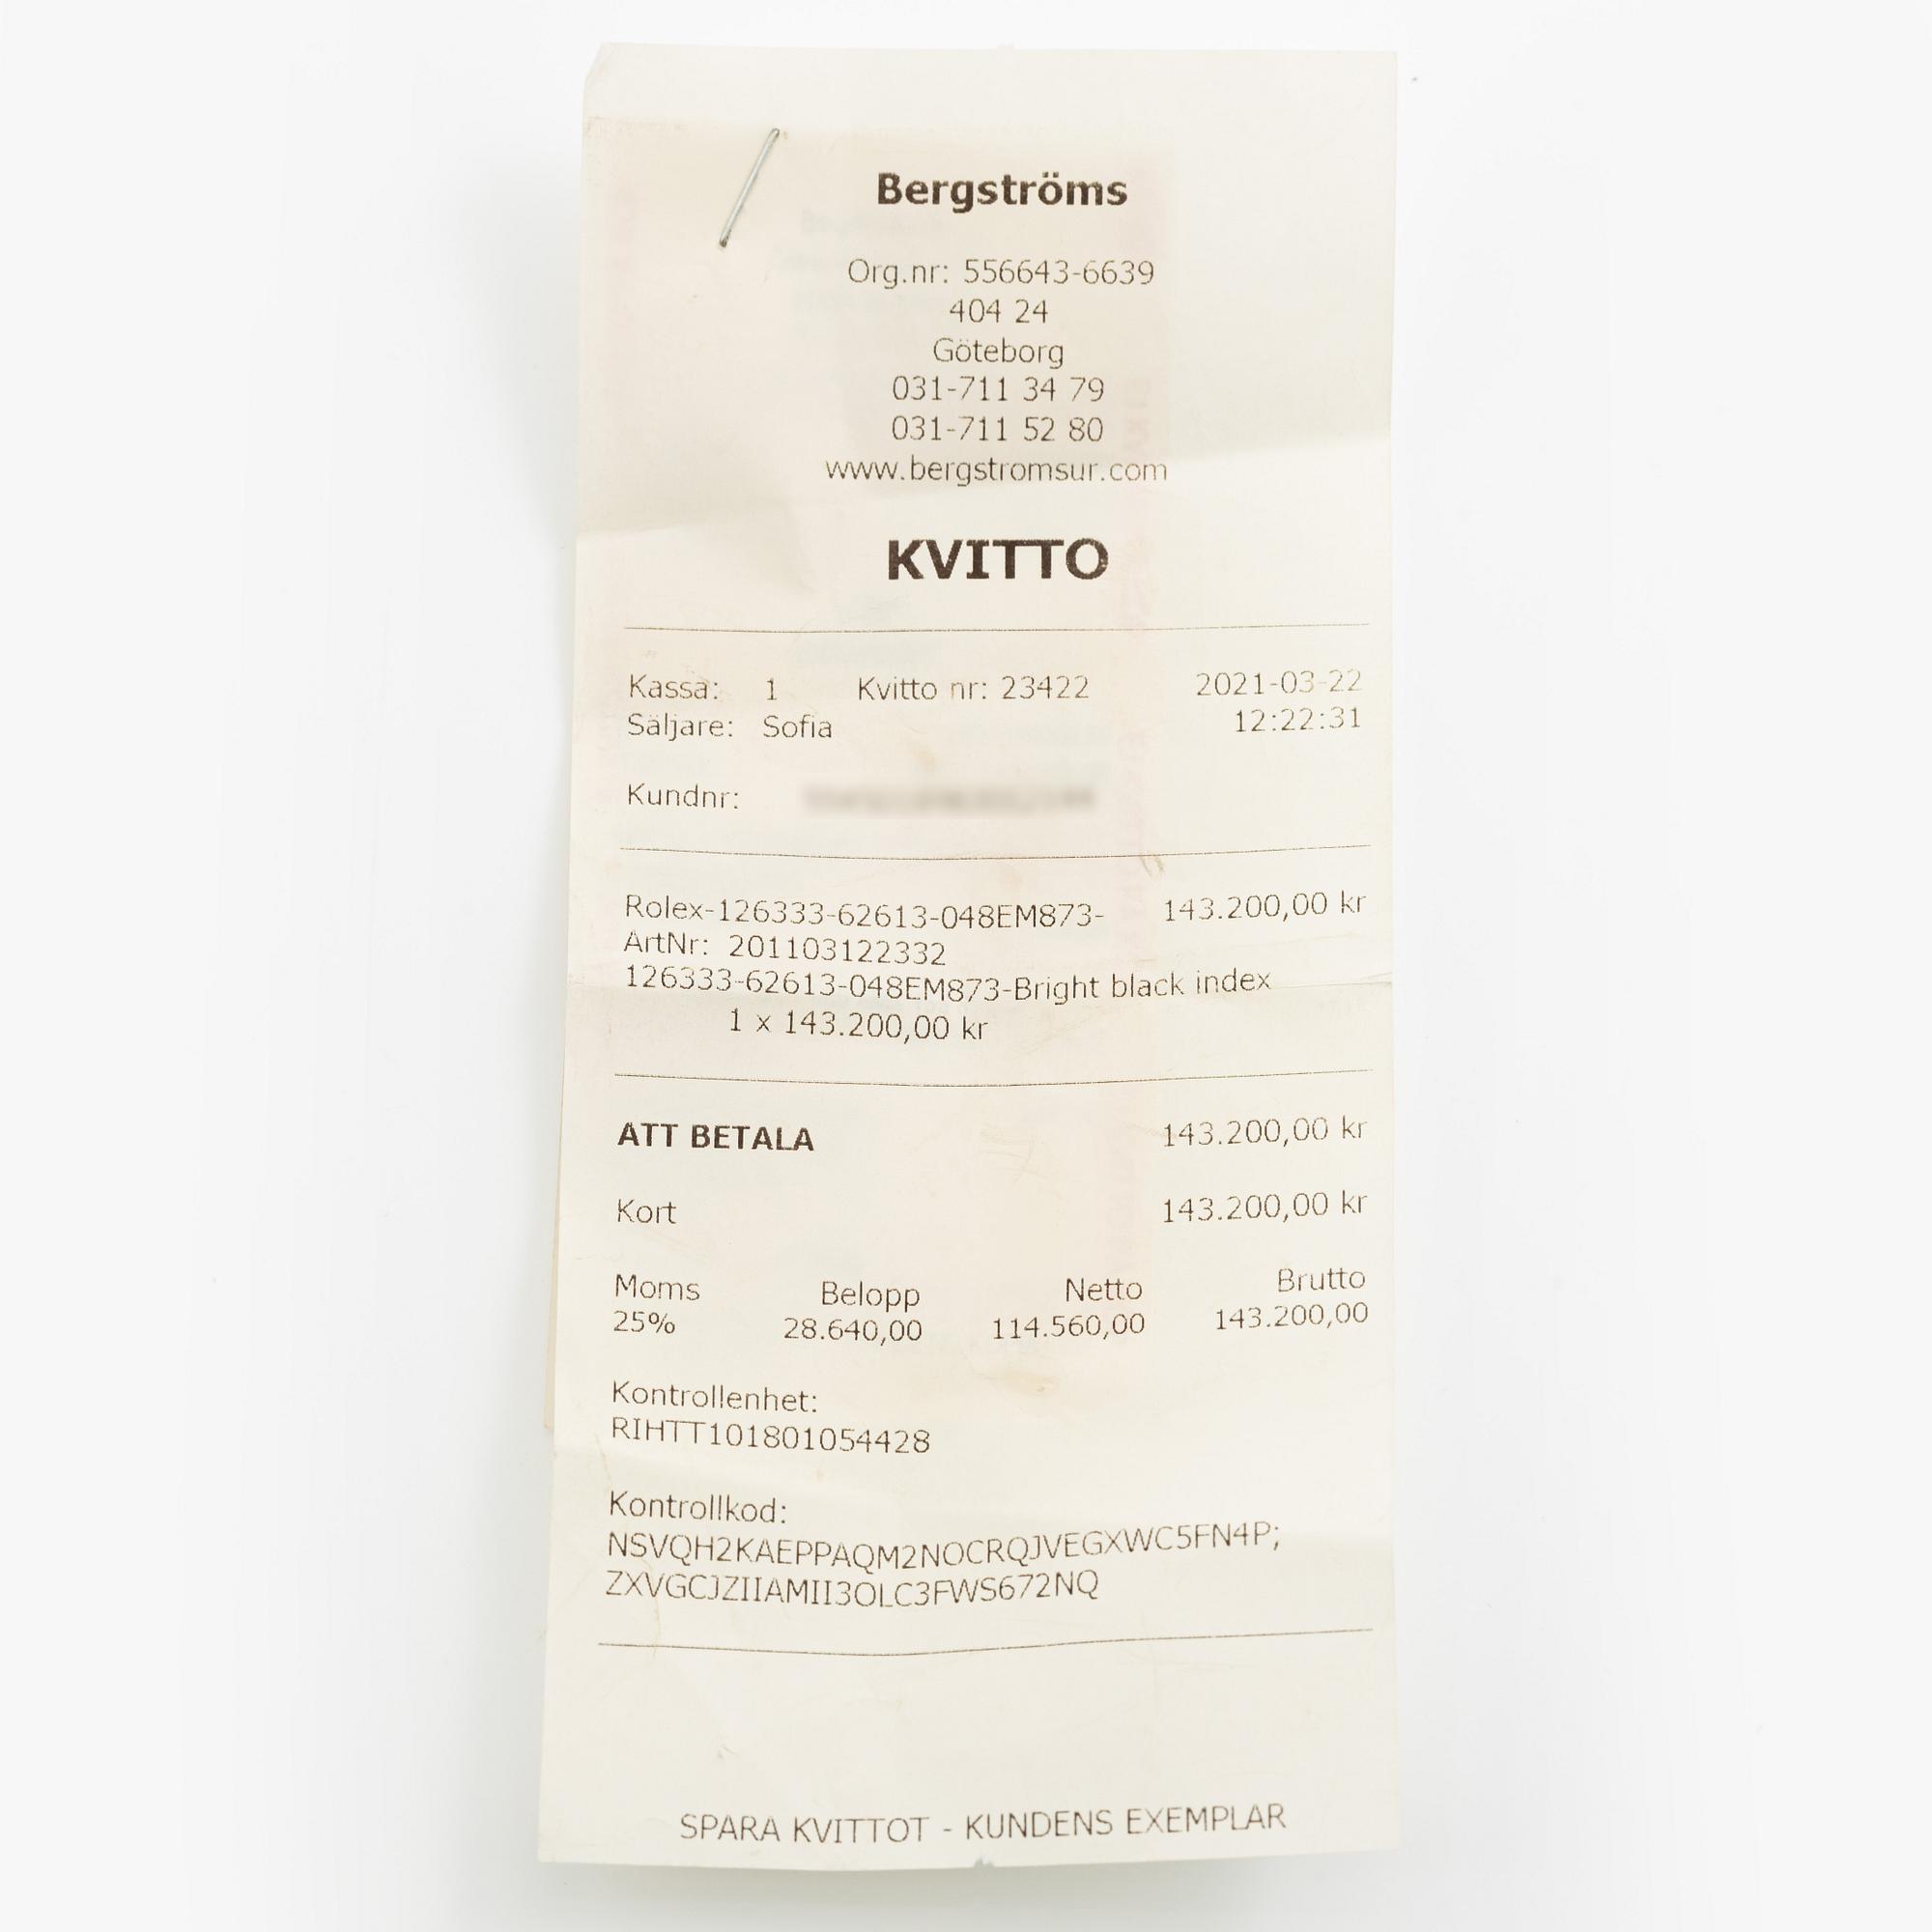 Bergströms
Org.nr: 556643-6639
404 24
Göteborg
031-711 34 79
031-711 52 80
www.bergstromsur.com
KVITTO
Kassa: 1 Kvitto nr: 23422 2021-03-22
Säljare: Sofia 12:22:31
Kundnr:
Rolex-126333-62613-048EM873- 143.200,00 kr
ArtNr: 201103122332
126333-62613-048EM873-Bright black index
1 x 143.200,00 kr
ATT BETALA 143.200,00 kr
Kort 143.200,00 kr
Moms Belopp Netto Brutto
25% 28.640,00 114.560,00 143.200,00
Kontrollenhet:
RIHTT101801054428
Kontrollkod:
NSVQH2KAEPPAQM2NOCRQJVEGXWC5FN4P;
ZXVGCJZIIAMII3OLC3FWS672NQ
SPARA KVITTOT - KUNDENS EXEMPLAR